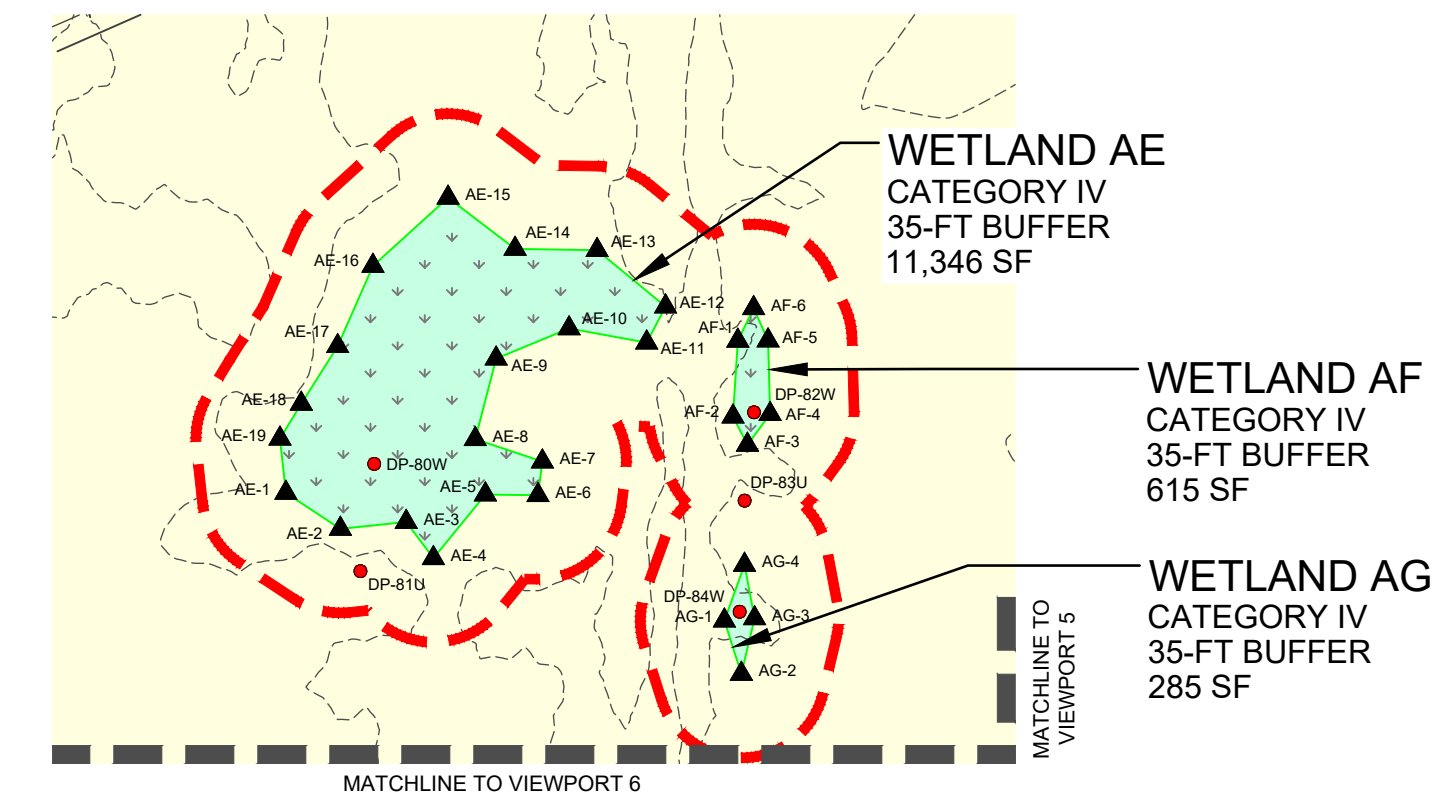 WETLAND AE
CATEGORY IV
35-FT BUFFER
11,346 SF
AE-15
AE-14
AE-13
AE-16
AE-12
AF-6
AE-17
AE-10
AF-1
AF-5
AE-11
AE-9
WETLAND AF
CATEGORY IV
35-FT BUFFER
615 SF
AE-18
DP-82W
AF-2
AF-4
AE-19
AE-8
AF-3
AE-7
DP-80W
DP-83U
AE-1
AE-5
AE-6
AE-3
AE-2
AE-4
AG-4
DP-81U
WETLAND AG
CATEGORY IV
35-FT BUFFER
285 SF
DP-84W
AG-1
AG-3
AG-2
MATCHLINE TO
VIEWPORT 5
MATCHLINE TO VIEWPORT 6